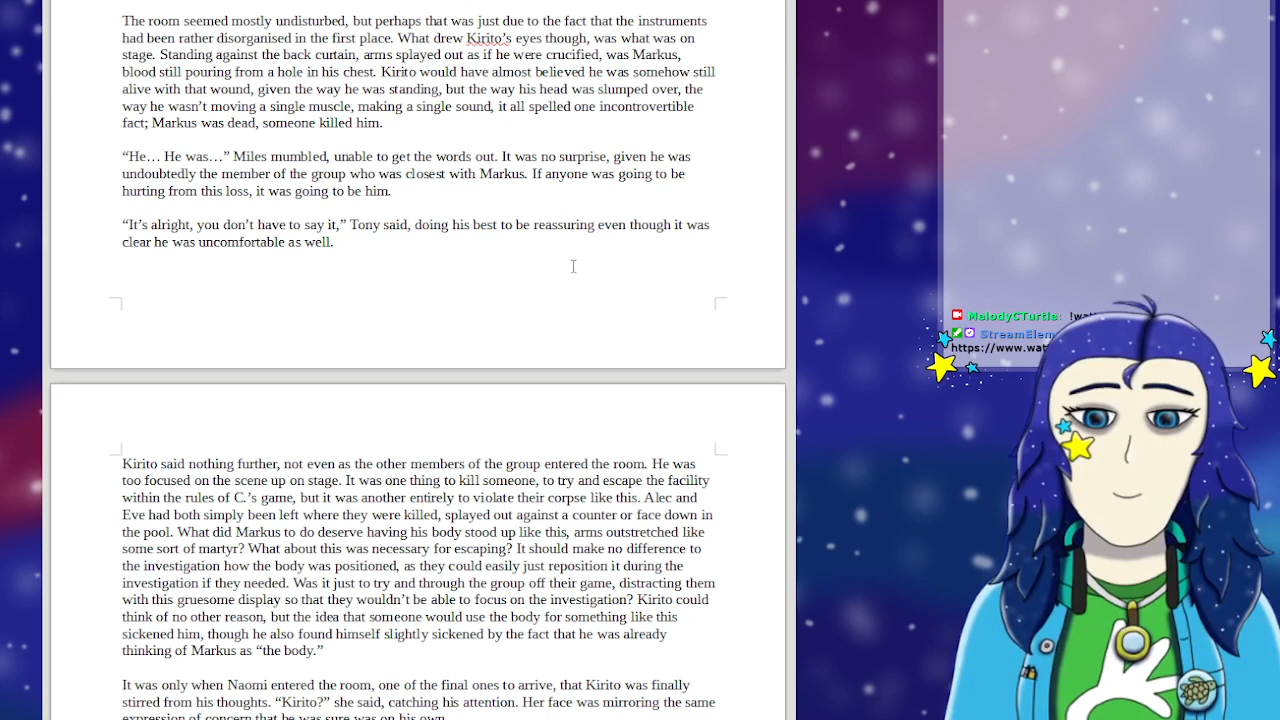 The room seemed mostly undisturbed, but perhaps that was just due to the fact that the instruments
had been rather disorganised in the first place. What drew Kirito’s eyes though, was what was on
stage. Standing against the back curtain, arms splayed out as if he were crucified, was Markus,
blood still pouring from a hole in his chest. Kirito would have almost believed he was somehow still
alive with that wound, given the way he was standing, but the way his head was slumped over, the
way he wasn’t moving a single muscle, making a single sound, it all spelled one incontrovertible
fact; Markus was dead, someone killed him.
“He… He was…” Miles mumbled, unable to get the words out. It was no surprise, given he was
undoubtedly the member of the group who was closest with Markus. If anyone was going to be
hurting from this loss, it was going to be him.
“It’s alright, you don’t have to say it,” Tony said, doing his best to be reassuring even though it was
clear he was uncomfortable as well.
Kirito said nothing further, not even as the other members of the group entered the room. He was
too focused on the scene up on stage. It was one thing to kill someone, to try and escape the facility
within the rules of C.’s game, but it was another entirely to violate their corpse like this. Alec and
Eve had both simply been left where they were killed, splayed out against a counter or face down in
the pool. What did Markus to do deserve having his body stood up like this, arms outstretched like
some sort of martyr? What about this was necessary for escaping? It should make no difference to
the investigation how the body was positioned, as they could easily just reposition it during the
investigation if they needed. Was it just to try and through the group off their game, distracting them
with this gruesome display so that they wouldn’t be able to focus on the investigation? Kirito could
think of no other reason, but the idea that someone would use the body for something like this
sickened him, though he also found himself slightly sickened by the fact that he was already
thinking of Markus as “the body.”
It was only when Naomi entered the room, one of the final ones to arrive, that Kirito was finally
stirred from his thoughts. “Kirito?” she said, catching his attention. Her face was mirroring the same
expression of concern that he was sure was on his own.
MelodyCTurtle:
StreamElem
https://www.wat